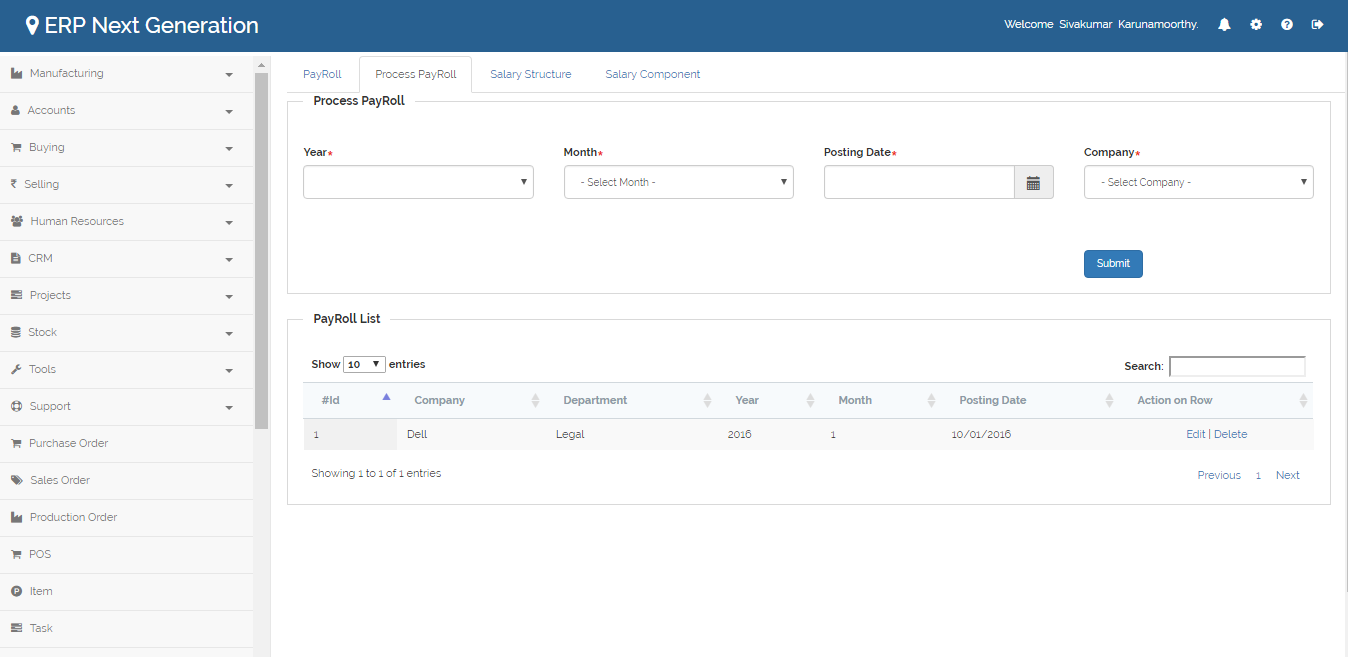 ERP Next Generation
Welcome Sivakumar Karunamoorthy.
Manufacturing
Accounts
Buying
₹ Selling
Human Resources
CRM
Projects
Stock
Tools
Support
Purchase Order
Sales Order
Production Order
POS
Item
Task
PayRoll Process PayRoll Salary Structure Salary Component
Process PayRoll
Year* Month* Posting Date* Company*
- Select Month - - Select Company -
Submit
PayRoll List
Show 10 entries Search:
#Id Company Department Year Month Posting Date Action on Row
1 Dell Legal 2016 1 10/01/2016 Edit | Delete
Showing 1 to 1 of 1 entries Previous 1 Next